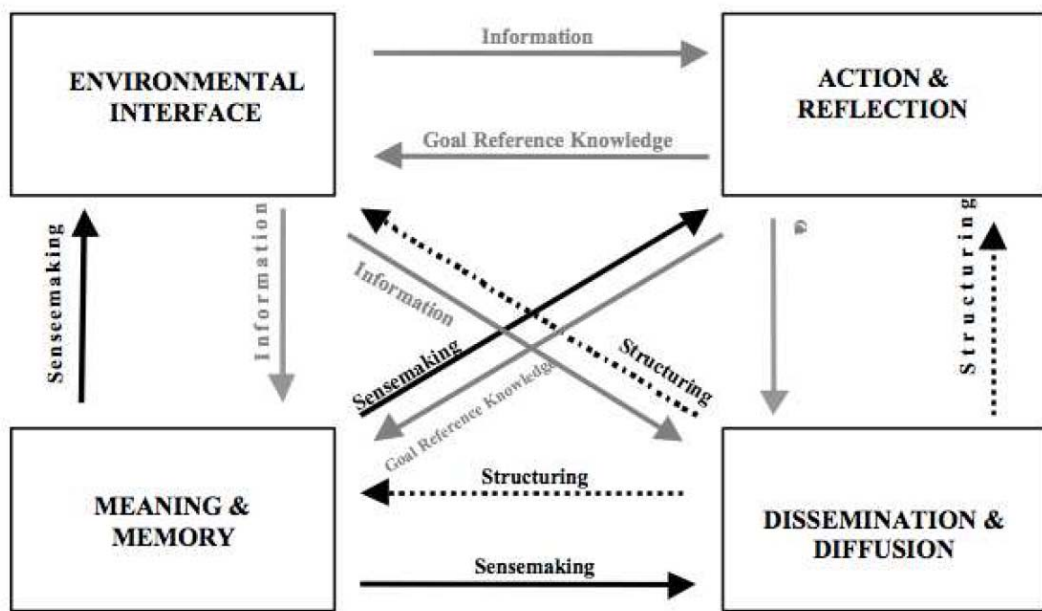 Information
ENVIRONMENTAL
INTERFACE
ACTION &
REFLECTION
Goal Reference Knowledge
Senseemaking
Information
Information
Structuring
Sensemaking
Goal Reference Knowledge
Structuring
Structuring
MEANING &
MEMORY
DISSEMINATION &
DIFFUSION
Sensemaking